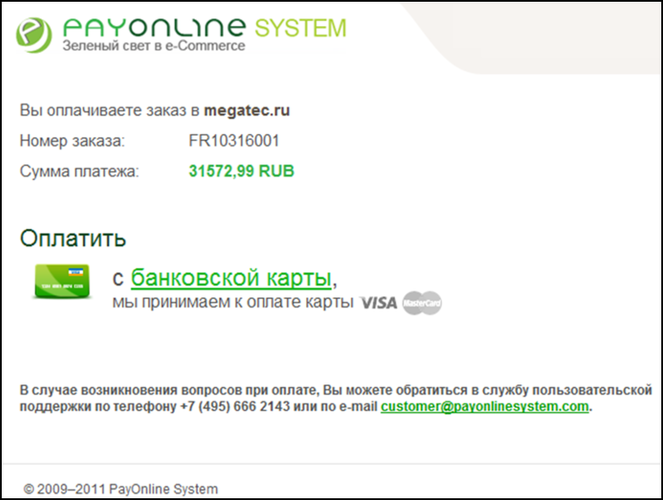 PAYONLINE SYSTEM
Зеленый свет в e-Commerce
Вы оплачиваете заказ в megatec.ru
Номер заказа: FR10316001
Сумма платежа: 31572,99 RUB
Оплатить
с банковской карты,
мы принимаем к оплате карты VISA MasterCard
В случае возникновения вопросов при оплате, Вы можете обратиться в службу пользовательской
поддержки по телефону +7 (495) 666 2143 или по e-mail customer@payonlinesystem.com.
© 2009–2011 PayOnline System